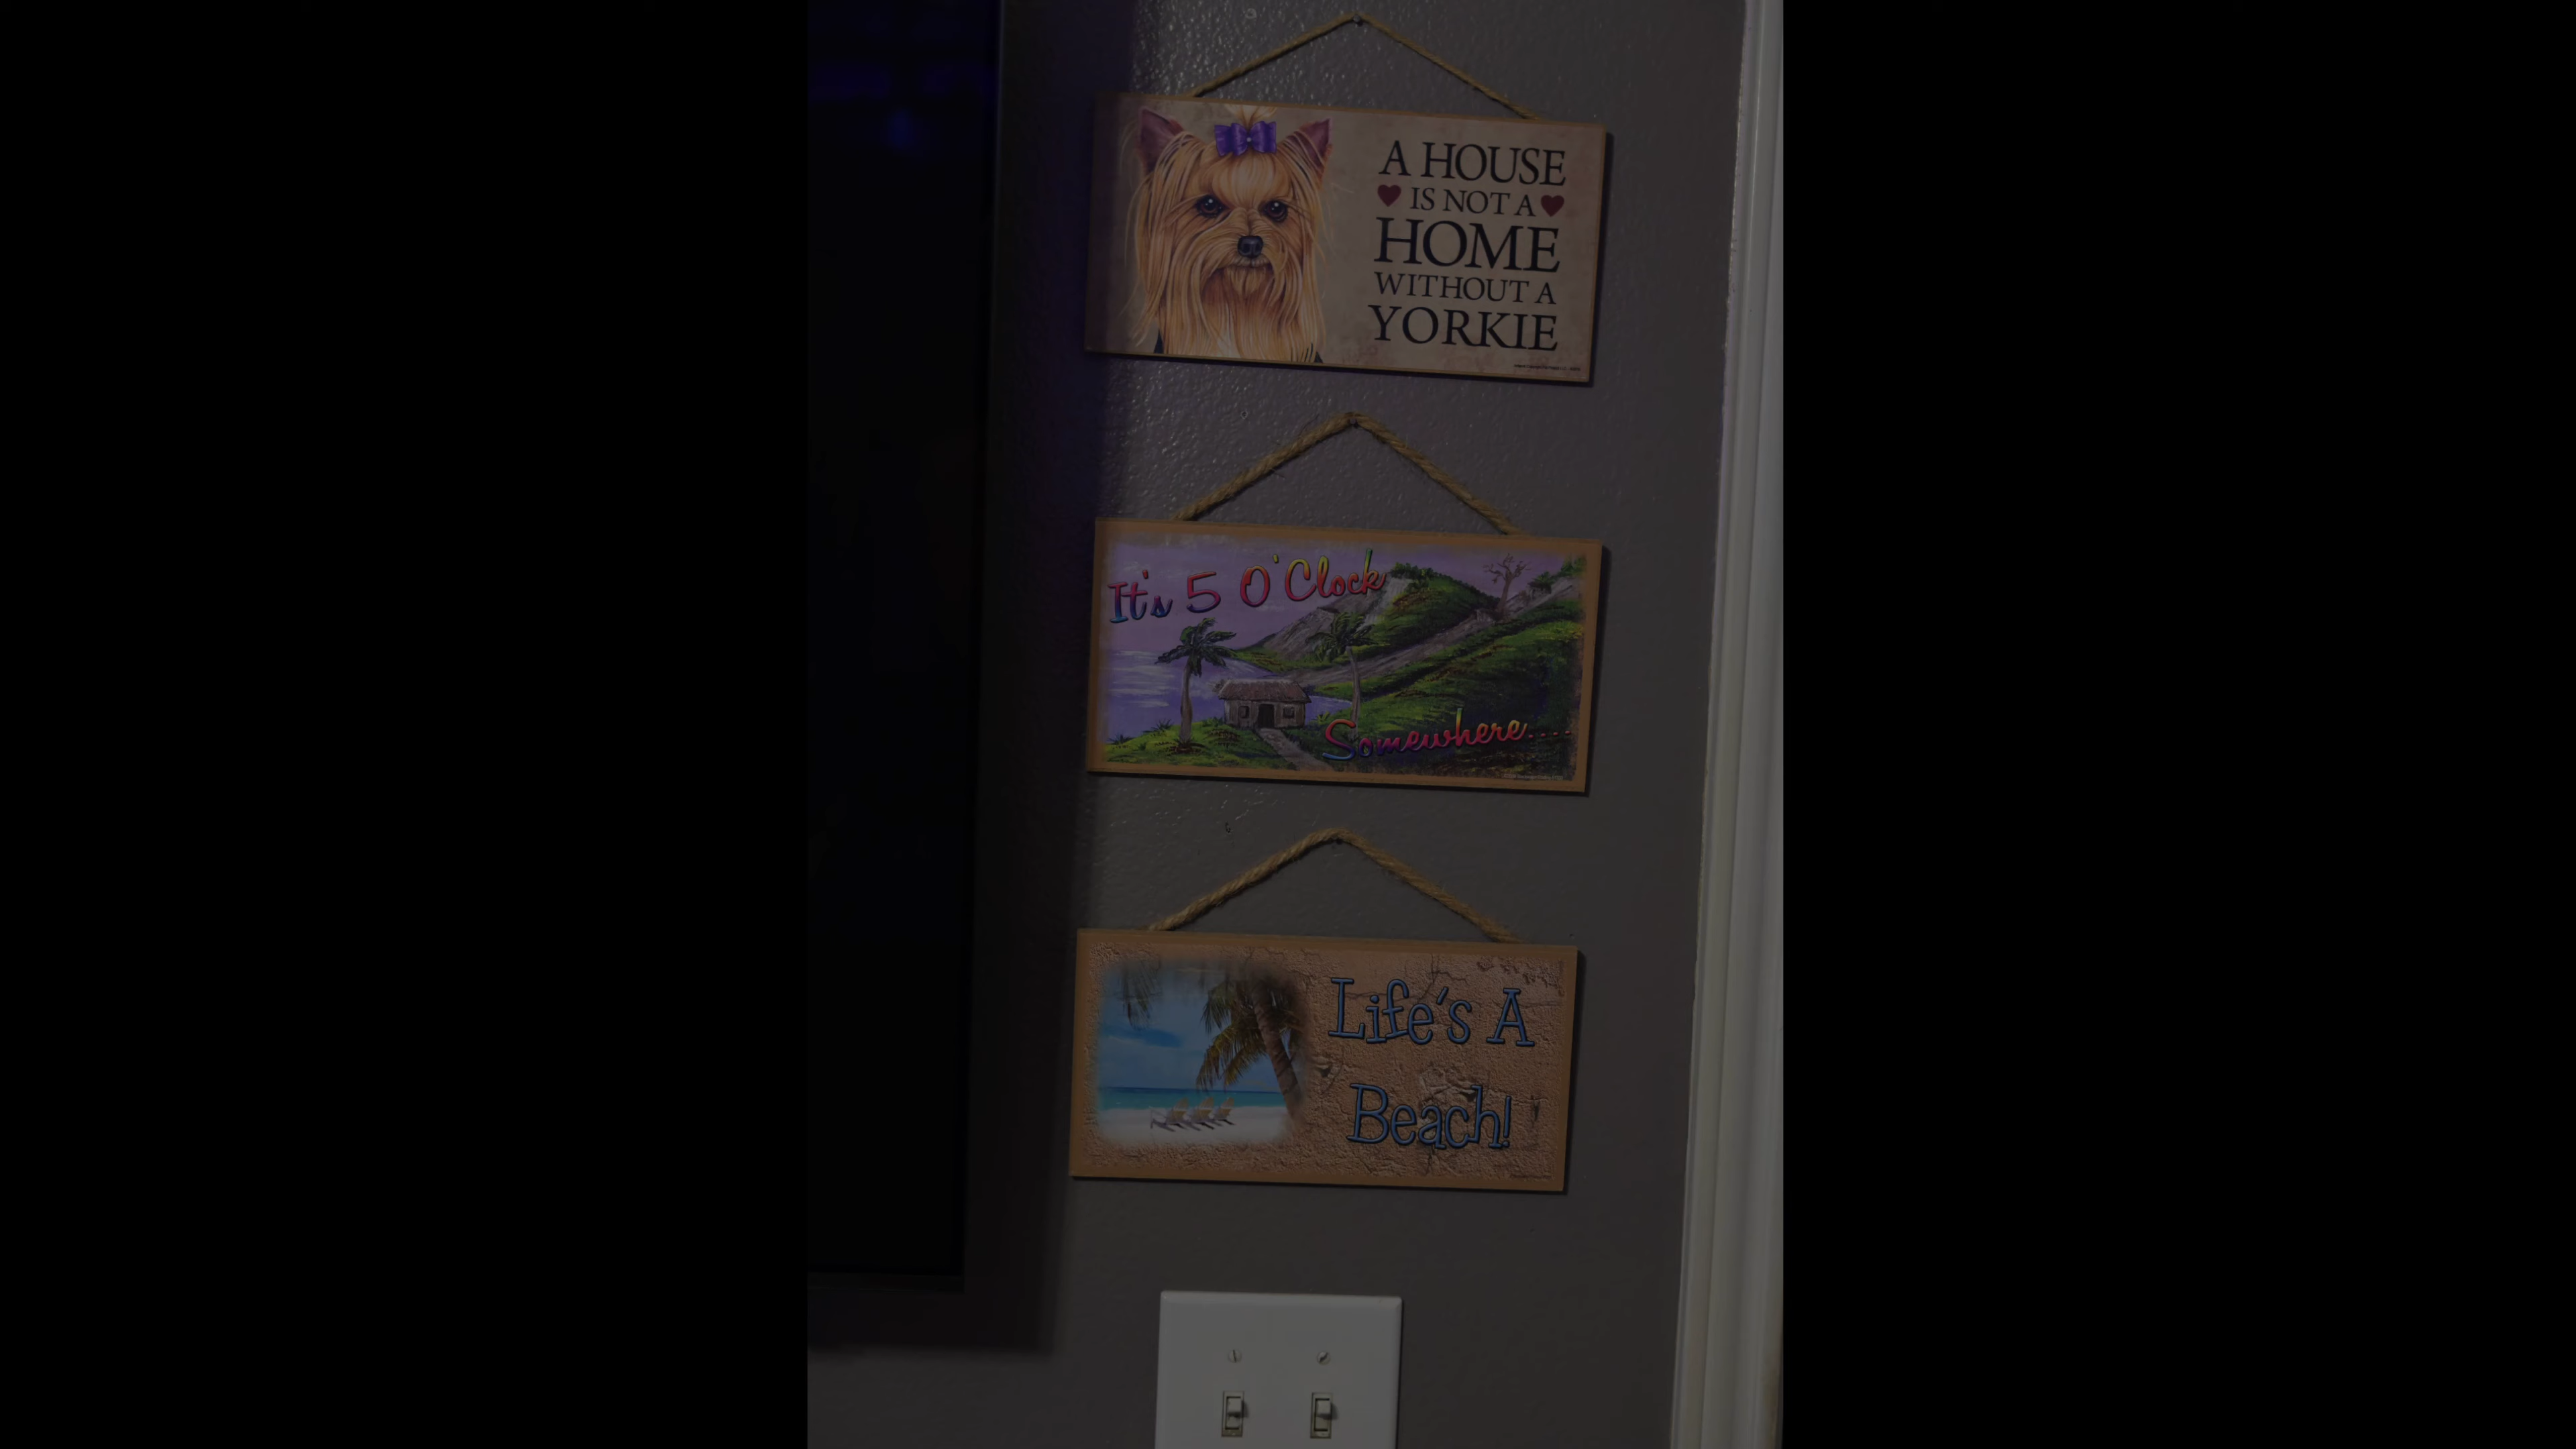 A HOUSE
IS NOT A
HOME
WITHOUT A
YORKIE
It's 5 O'Clock
Somewhere....
Life's A
Beach!